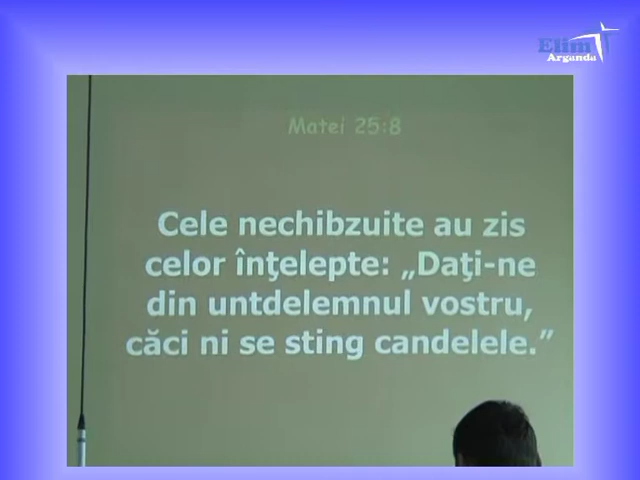 Elim
Arganda
Matei 25:8
Cele nechibzuite au zis
celor înţelepte: „Daţi-ne
din untdelemnul vostru,
căci ni se sting candelele.”